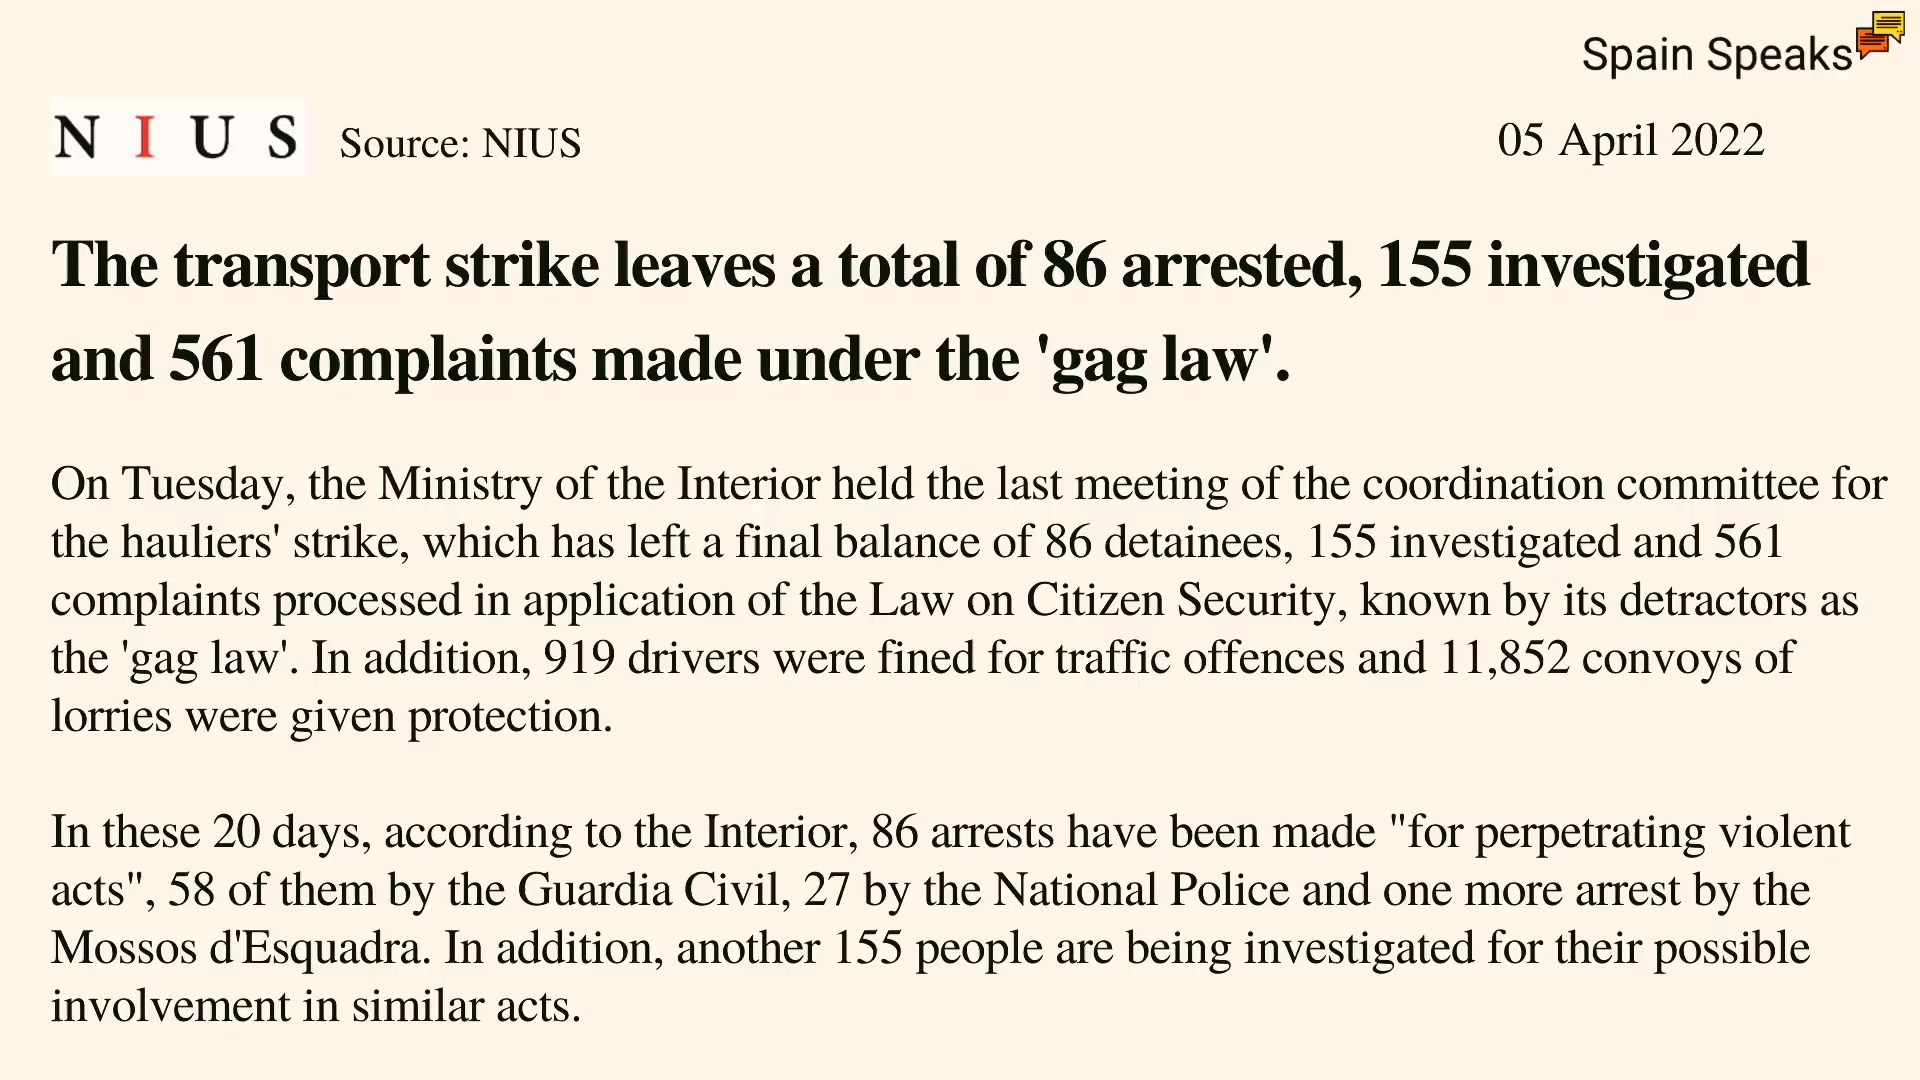 Spain Speaks
N I U S Source: NIUS 05 April 2022
The transport strike leaves a total of 86 arrested, 155 investigated
and 561 complaints made under the 'gag law'.
On Tuesday, the Ministry of the Interior held the last meeting of the coordination committee for
the hauliers' strike, which has left a final balance of 86 detainees, 155 investigated and 561
complaints processed in application of the Law on Citizen Security, known by its detractors as
the 'gag law'. In addition, 919 drivers were fined for traffic offences and 11,852 convoys of
lorries were given protection.
In these 20 days, according to the Interior, 86 arrests have been made "for perpetrating violent
acts", 58 of them by the Guardia Civil, 27 by the National Police and one more arrest by the
Mossos d'Esquadra. In addition, another 155 people are being investigated for their possible
involvement in similar acts.